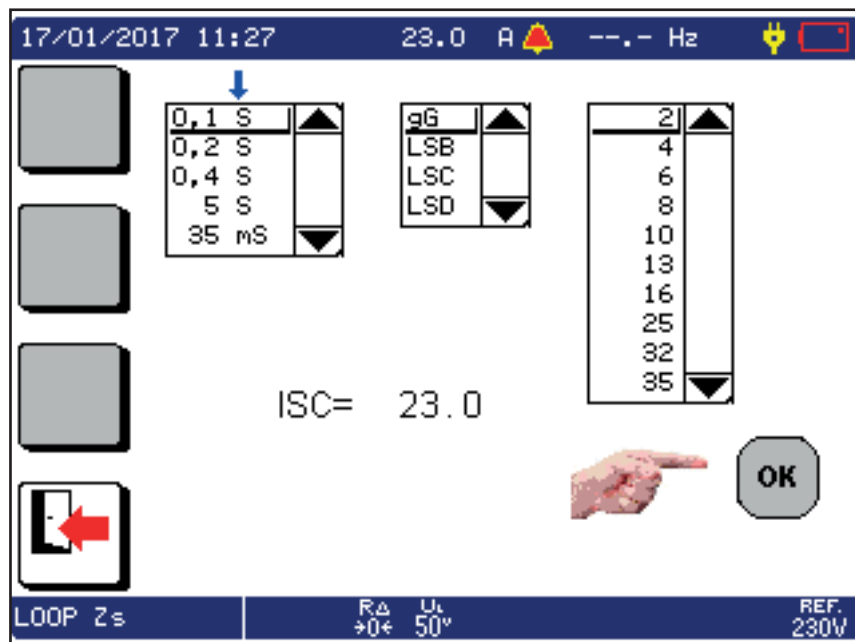 17/01/2017 11:27 23.0 A --.- Hz
0,1 S
0,2 S
0,4 S
5 S
35 mS
gG
LSB
LSC
LSD
2
4
6
8
10
13
16
25
32
35
ISC= 23.0
OK
LOOP Zs
RΔ
→0←
UL
50V
REF.
230V